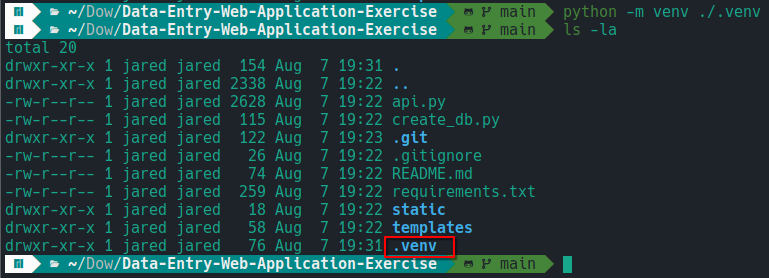 ~/Dow/Data-Entry-Web-Application-Exercise main python -m venv ./.venv
~/Dow/Data-Entry-Web-Application-Exercise main ls -la
total 20
drwxr-xr-x 1 jared jared 154 Aug 7 19:31 .
drwxr-xr-x 1 jared jared 2338 Aug 7 19:22 ..
-rw-r--r-- 1 jared jared 2628 Aug 7 19:22 api.py
-rw-r--r-- 1 jared jared 115 Aug 7 19:22 create_db.py
drwxr-xr-x 1 jared jared 122 Aug 7 19:23 .git
-rw-r--r-- 1 jared jared 26 Aug 7 19:22 .gitignore
-rw-r--r-- 1 jared jared 74 Aug 7 19:22 README.md
-rw-r--r-- 1 jared jared 259 Aug 7 19:22 requirements.txt
drwxr-xr-x 1 jared jared 18 Aug 7 19:22 static
drwxr-xr-x 1 jared jared 58 Aug 7 19:22 templates
drwxr-xr-x 1 jared jared 76 Aug 7 19:31 .venv
~/Dow/Data-Entry-Web-Application-Exercise main